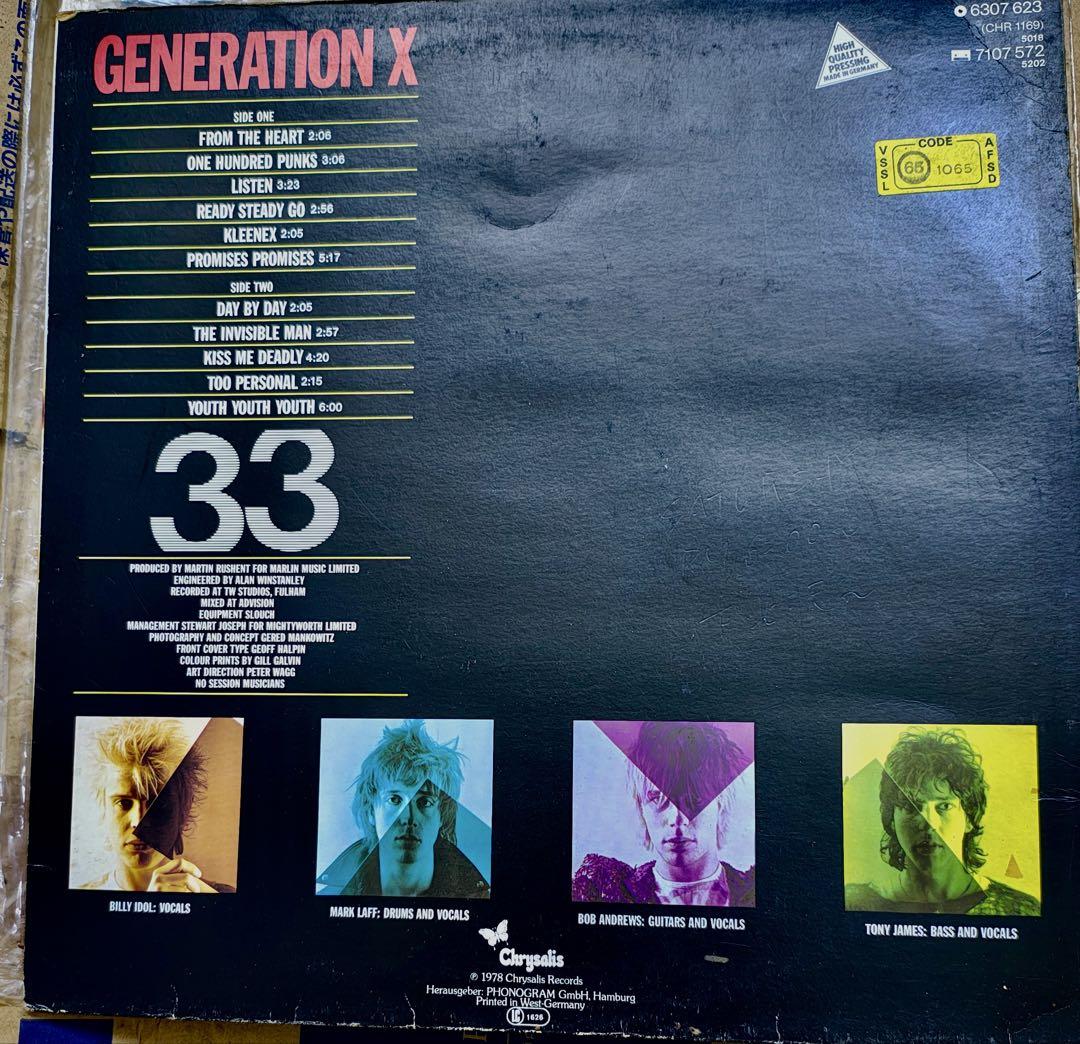 GENERATION X
SIDE ONE
FROM THE HEART 2:06
ONE HUNDRED PUNKS 3:06
LISTEN 3:23
READY STEADY GO 2:56
KLEENEX 2:05
PROMISES PROMISES 5:17
SIDE TWO
DAY BY DAY 2:05
THE INVISIBLE MAN 2:57
KISS ME DEADLY 4:20
TOO PERSONAL 2:15
YOUTH YOUTH YOUTH 6:00
33
PRODUCED BY MARTIN RUSHENT FOR MARLIN MUSIC LIMITED
ENGINEERED BY ALAN WINSTANLEY
RECORDED AT TW STUDIOS, FULHAM
MIXED AT ADVISION
EQUIPMENT SLOUCH
MANAGEMENT STEWART JOSEPH FOR MIGHTYWORTH LIMITED
PHOTOGRAPHY AND CONCEPT GERED MANKOWITZ
FRONT COVER TYPE GEOFF HALPIN
COLOUR PRINTS BY GILL GALVIN
ART DIRECTION PETER WAGG
NO SESSION MUSICIANS
HIGH
QUALITY
PRESSING
MADE IN GERMANY
6307 623
(CHR 1169)
5018
7107 572
5202
VSSL
CODE
65 1065
AFSD
BILLY IDOL: VOCALS
MARK LAFF: DRUMS AND VOCALS
BOB ANDREWS: GUITARS AND VOCALS
TONY JAMES: BASS AND VOCALS
Chrysalis
℗ 1978 Chrysalis Records
Herausgeber: PHONOGRAM GmbH, Hamburg
Printed in West-Germany
LC 1626
の際には必ずこの